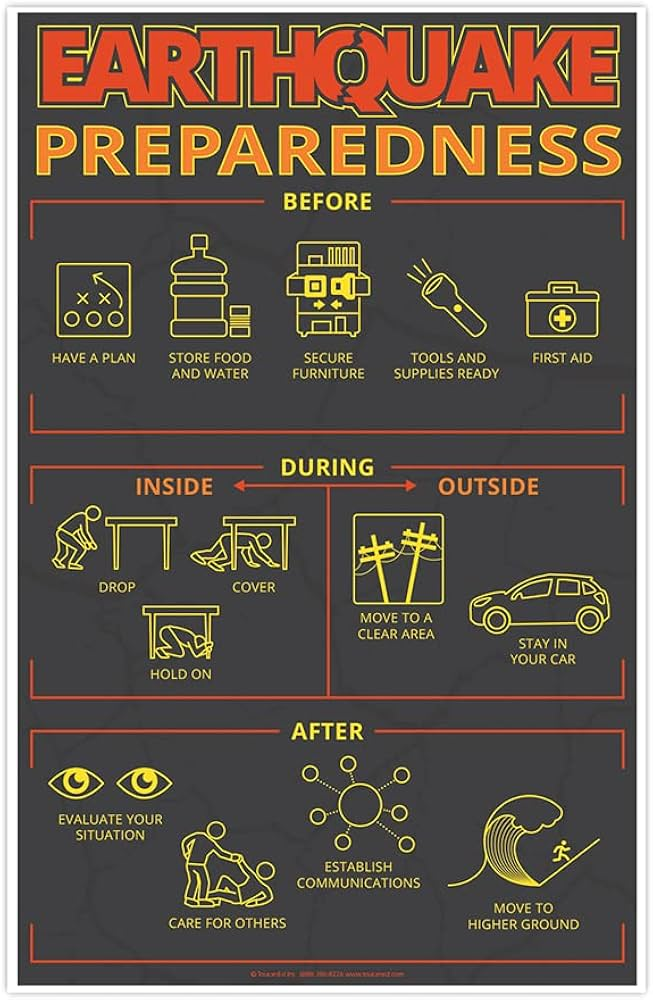 EARTHQUAKE
PREPAREDNESS
BEFORE
HAVE A PLAN
STORE FOOD
AND WATER
SECURE
FURNITURE
TOOLS AND
SUPPLIES READY
FIRST AID
DURING
INSIDE
OUTSIDE
DROP
COVER
HOLD ON
MOVE TO A
CLEAR AREA
STAY IN
YOUR CAR
AFTER
EVALUATE YOUR
SITUATION
CARE FOR OTHERS
ESTABLISH
COMMUNICATIONS
MOVE TO
HIGHER GROUND